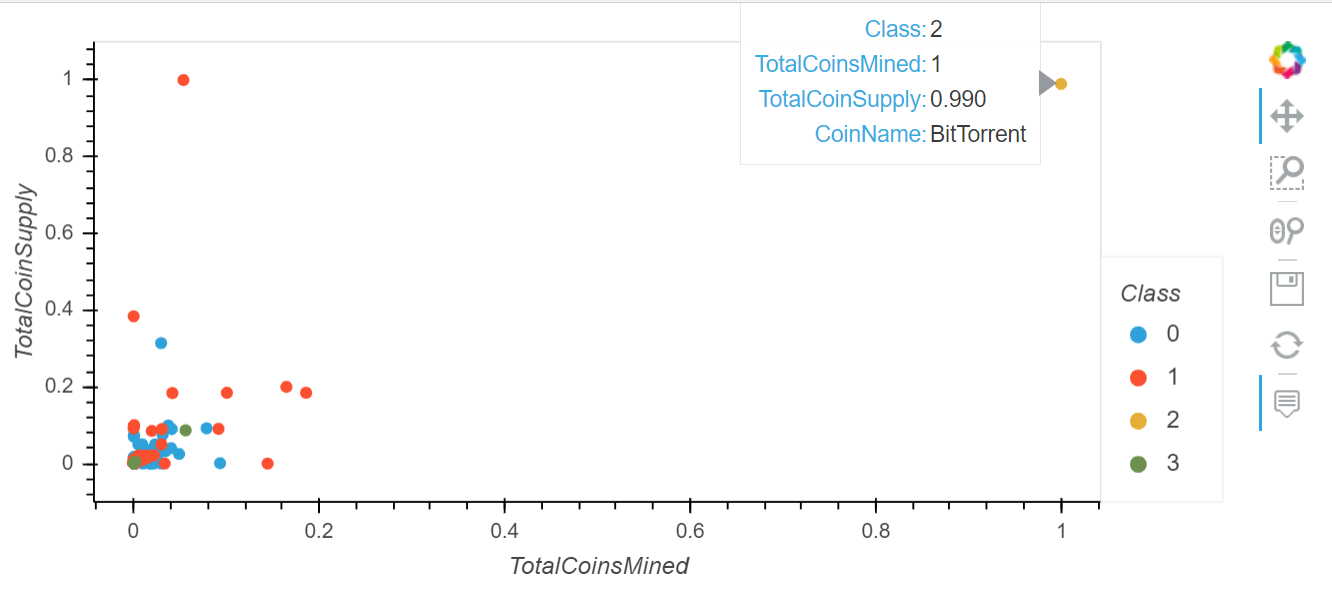 Class: 2
TotalCoinsMined: 1
TotalCoinSupply: 0.990
CoinName: BitTorrent
1
0.8
0.6
0.4
0.2
0
TotalCoinSupply
0
0.2
0.4
0.6
0.8
1
TotalCoinsMined
Class
0
1
2
3